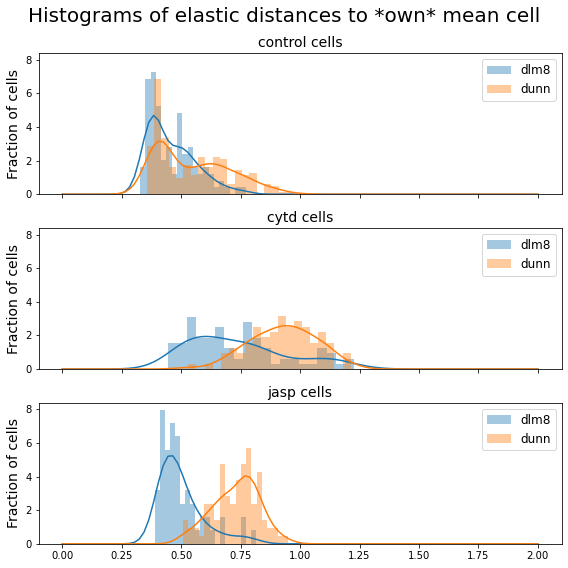 Histograms of elastic distances to *own* mean cell
control cells
Fraction of cells
8
6
4
2
0
dlm8
dunn
cytd cells
Fraction of cells
8
6
4
2
0
dlm8
dunn
jasp cells
Fraction of cells
8
6
4
2
0
dlm8
dunn
0.00 0.25 0.50 0.75 1.00 1.25 1.50 1.75 2.00